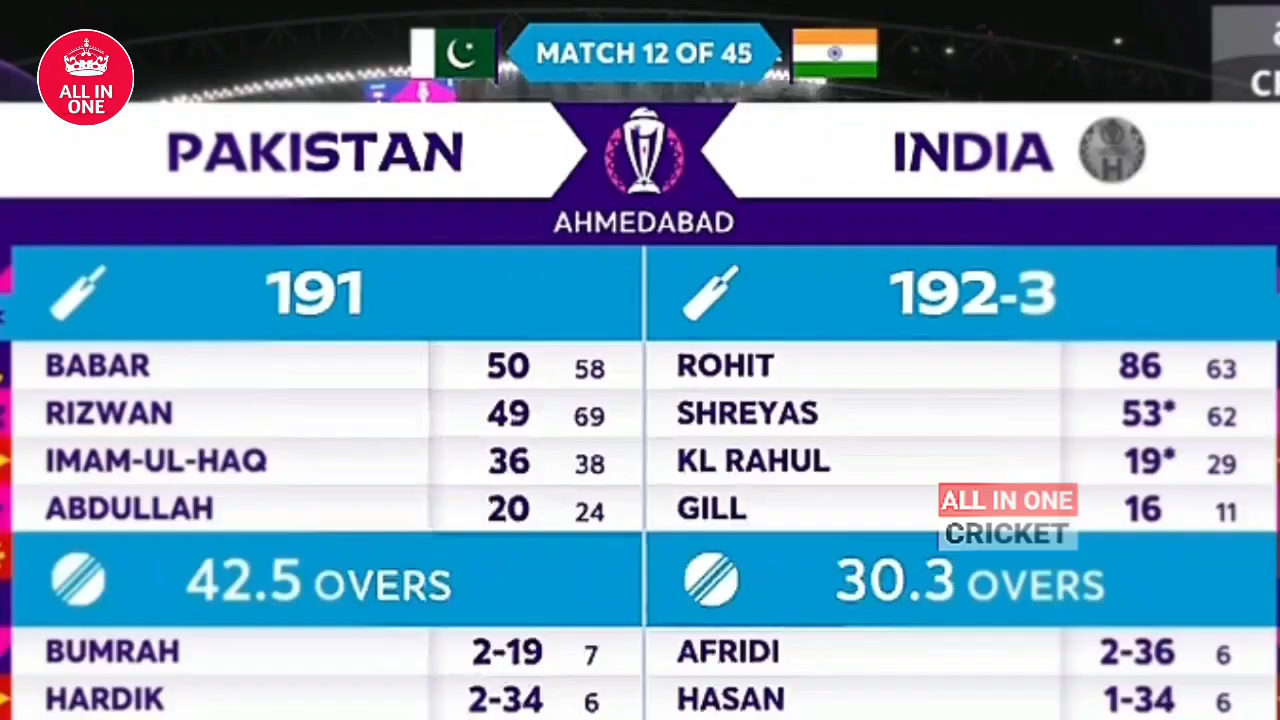 MATCH 12 OF 45
ALL IN
ONE
PAKISTAN
INDIA
H
AHMEDABAD
191
192-3
BABAR 50 58
ROHIT 86 63
RIZWAN 49 69
SHREYAS 53* 62
IMAM-UL-HAQ 36 38
KL RAHUL 19* 29
ABDULLAH 20 24
GILL 16 11
ALL IN ONE
CRICKET
42.5 OVERS
30.3 OVERS
BUMRAH 2-19 7
AFRIDI 2-36 6
HARDIK 2-34 6
HASAN 1-34 6